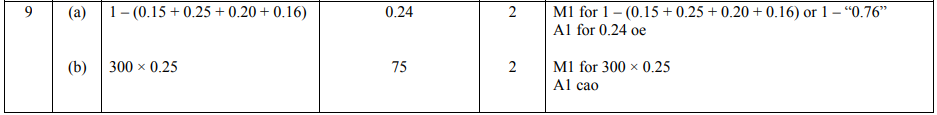 9 (a) 1 – (0.15 + 0.25 + 0.20 + 0.16) 0.24 2 M1 for 1 – (0.15 + 0.25 + 0.20 + 0.16) or 1 – “0.76”
A1 for 0.24 oe
(b) 300 × 0.25 75 2 M1 for 300 × 0.25
A1 cao